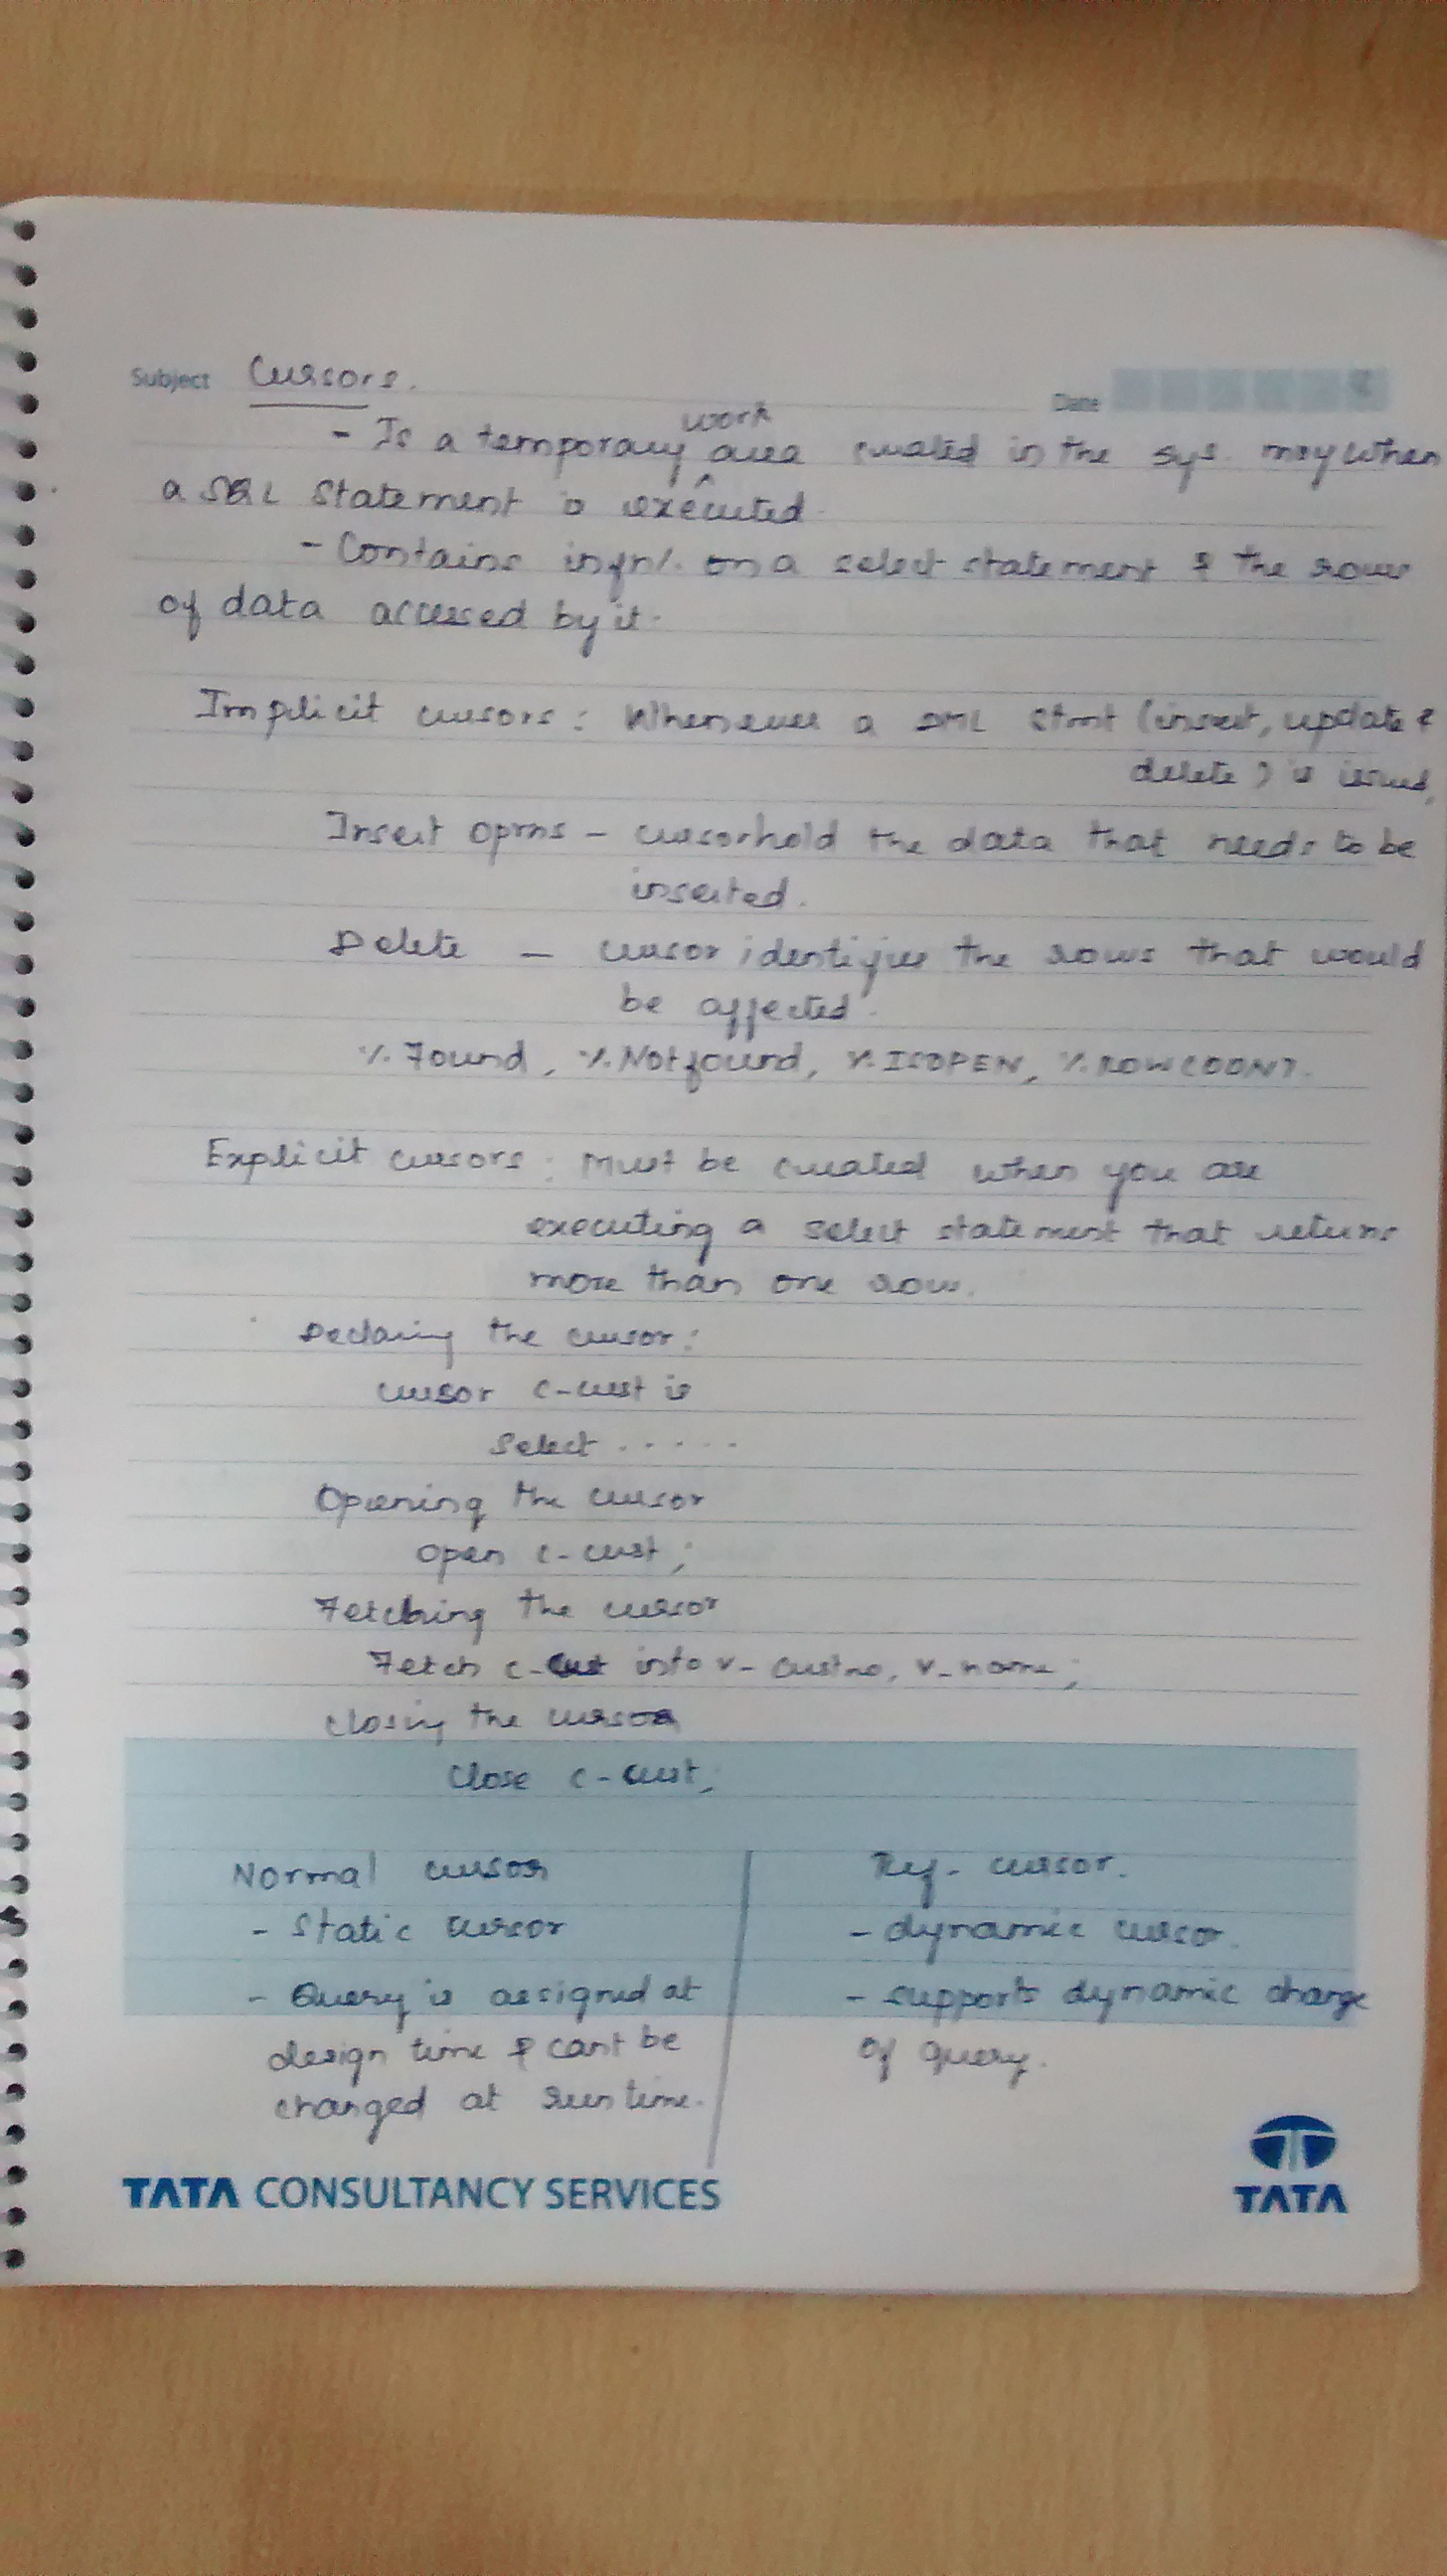 Subject Cursors.
Date
work
- Is a temporary ^ area created in the sys. mry when
a SQL statement is executed.
- Contains infn/. on a select statement & the rows
of data accessed by it.
Implicit cursors : Whenever a DML stmt (insert, update &
delete) is issued,
Insert oprns - cursor hold the data that needs to be
inserted.
Delete - cursor identifies the rows that would
be affected.
%Found, %Notfound, %ISOPEN, %ROWCOUNT.
Explicit cursors : Must be created when you are
executing a select statement that returns
more than one row.
Declaring the cursor :
cursor c-cust is
Select . . . . .
Opening the cursor
open c-cust ;
Fetching the cursor
Fetch c-cust into v-custno, v-name ;
Closing the cursor
Close c-cust ;
Normal cursor
- Static cursor
- Query is assigned at
design time & cant be
changed at run time.
Ref. cursor.
- dynamic cursor.
- supports dynamic change
of query.
TATA CONSULTANCY SERVICES
TATA